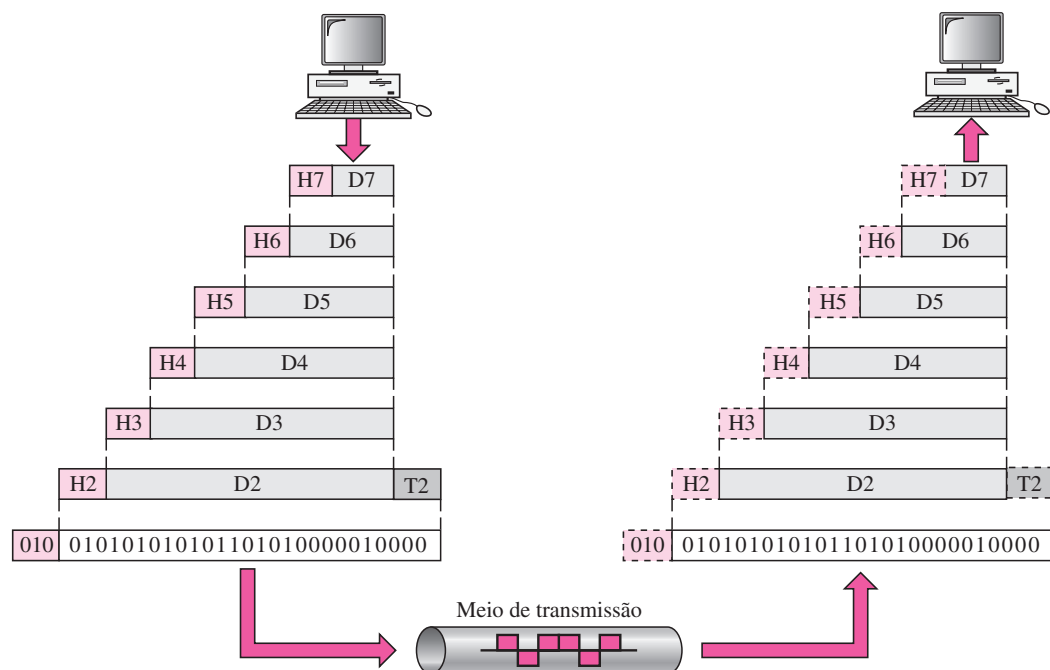 H7 D7 H7 D7
H6 D6 H6 D6
H5 D5 H5 D5
H4 D4 H4 D4
H3 D3 H3 D3
H2 D2 T2 H2 D2 T2
010 010101010101101010000010000 010 010101010101101010000010000
Meio de transmissão